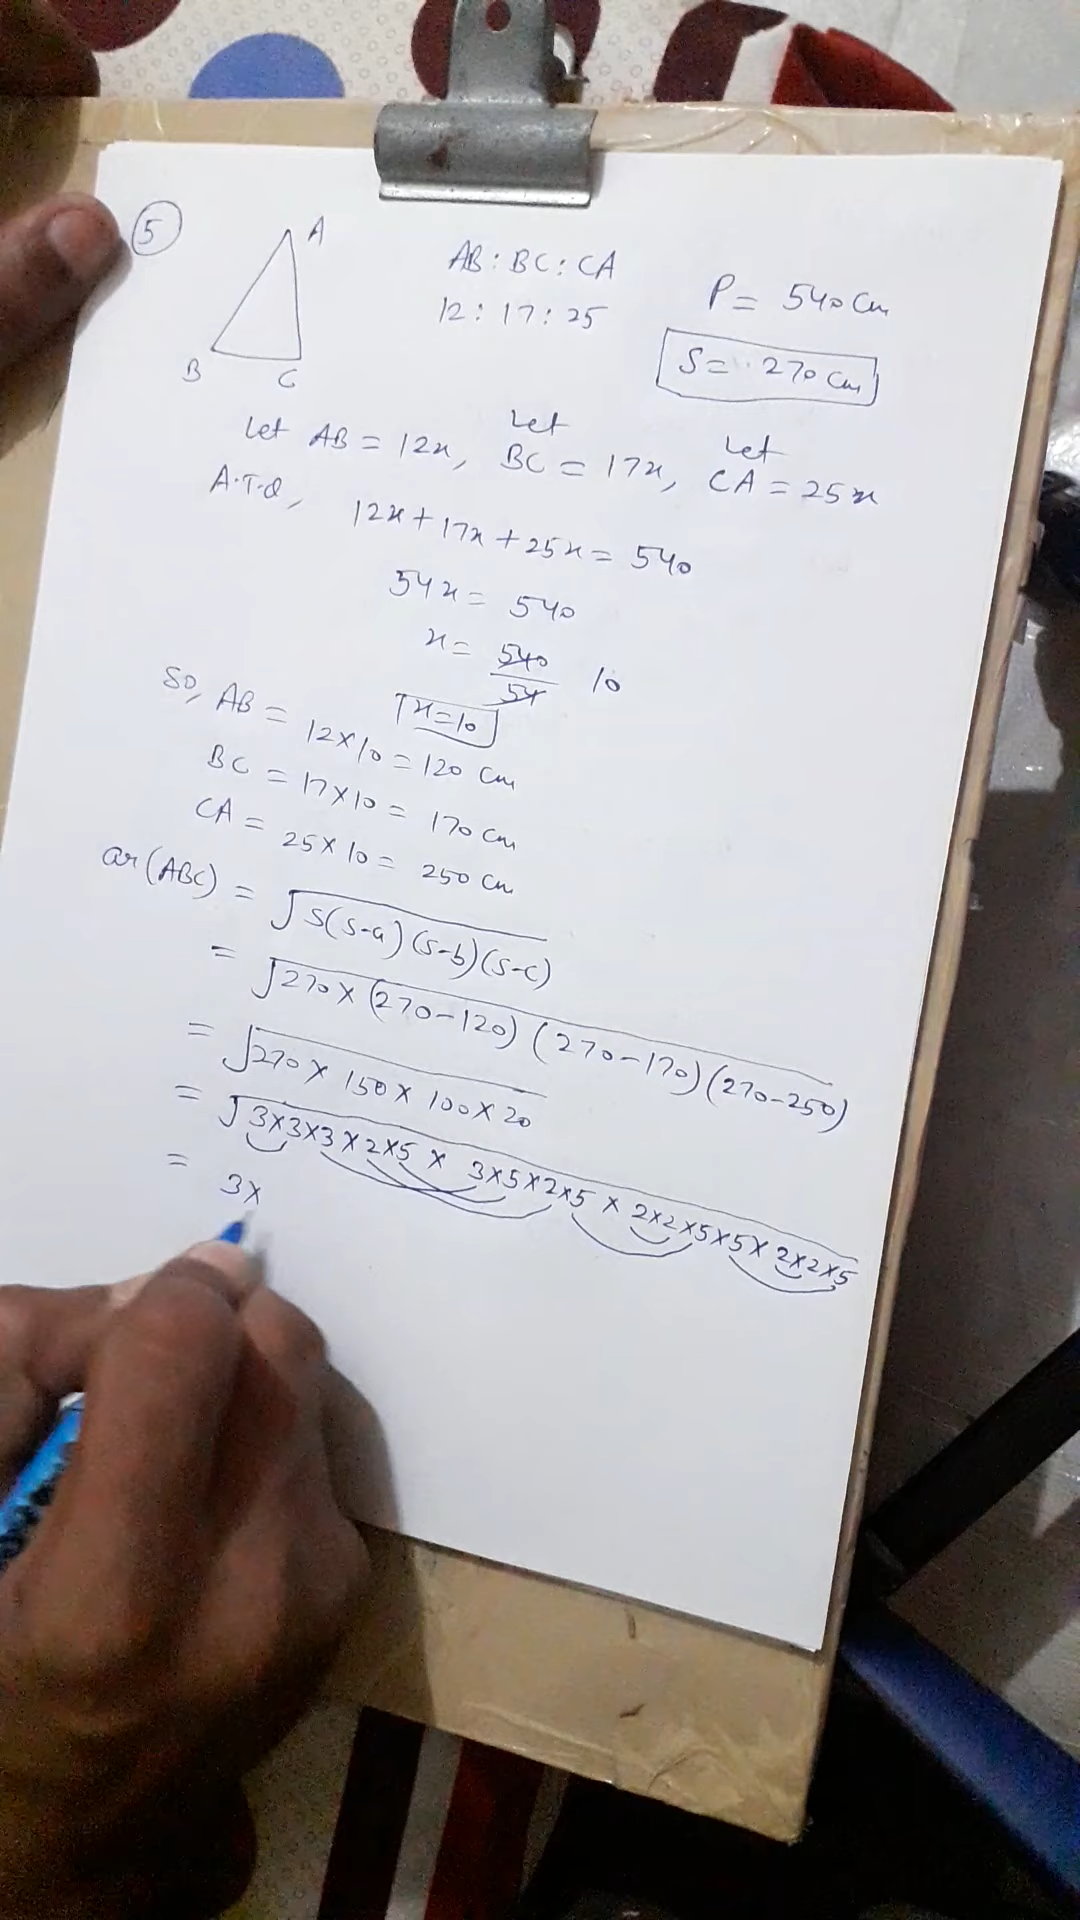 5
A
B
C
AB : BC : CA
12 : 17 : 25
P = 540 cm
S = 270 cm
Let AB = 12x, Let BC = 17x, Let CA = 25x
A.T.Q, 12x + 17x + 25x = 540
54x = 540
x = 540/54 10
x = 10
So, AB = 12×10 = 120 cm
BC = 17×10 = 170 cm
CA = 25×10 = 250 cm
ar(ABC) = √S(S-a)(S-b)(S-c)
= √270×(270-120)(270-170)(270-250)
= √270×150×100×20
= √3×3×3×2×5 × 3×5×2×5 × 2×2×5×5× 2×2×5
= 3×